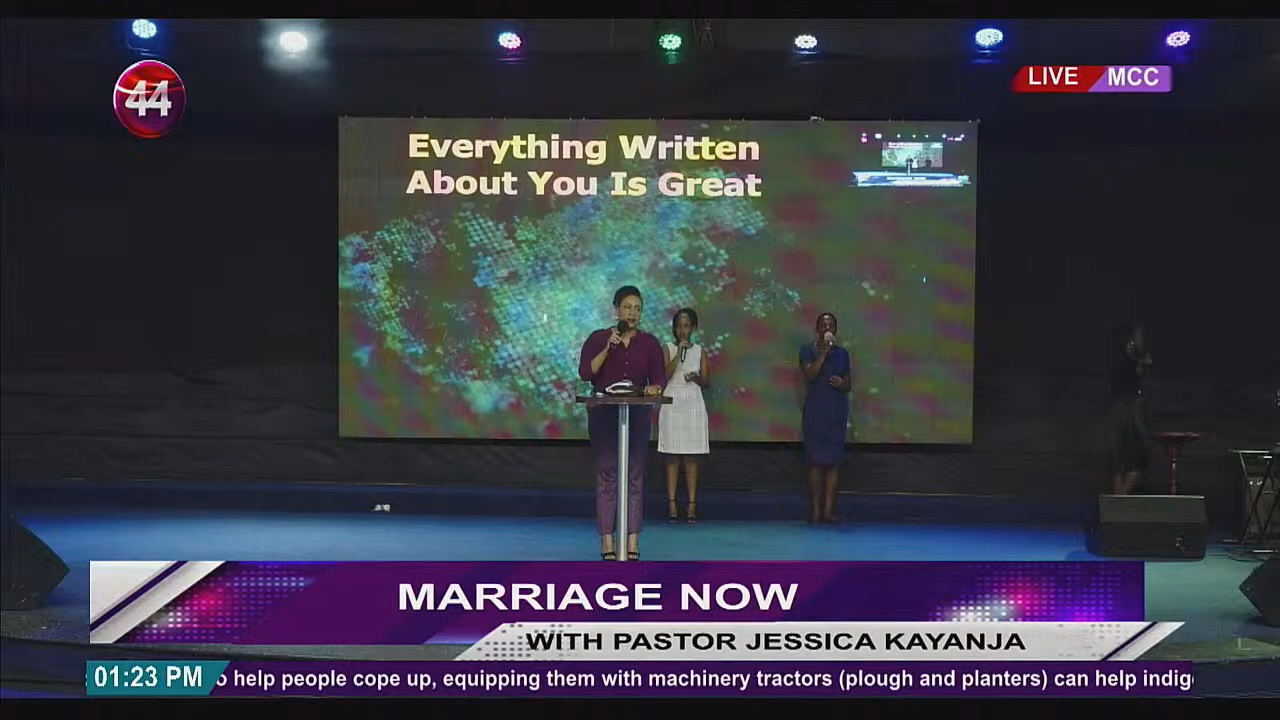 44
LIVE MCC
Everything Written
About You Is Great
MARRIAGE NOW
WITH PASTOR JESSICA KAYANJA
01:23 PM
o help people cope up, equipping them with machinery tractors (plough and planters) can help indig